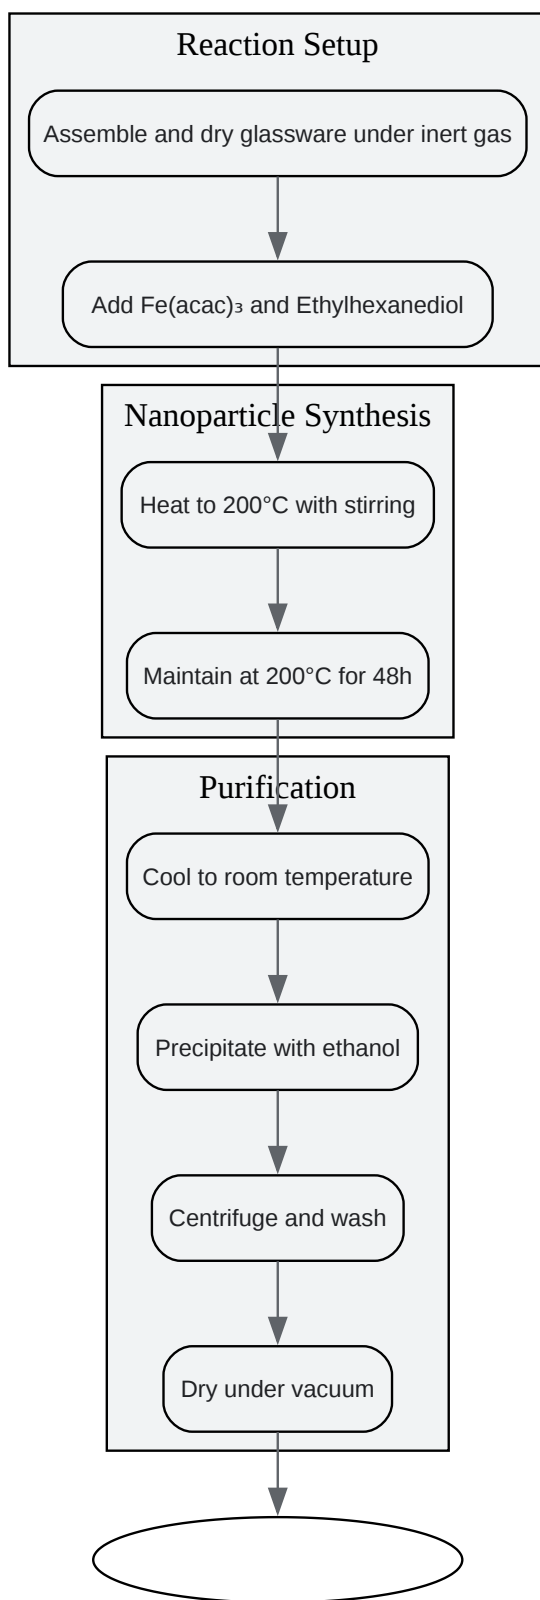 Reaction Setup
Assemble and dry glassware under inert gas
Add Fe(acac)₃ and Ethylhexanediol
Nanoparticle Synthesis
Heat to 200°C with stirring
Maintain at 200°C for 48h
Purification
Cool to room temperature
Precipitate with ethanol
Centrifuge and wash
Dry under vacuum